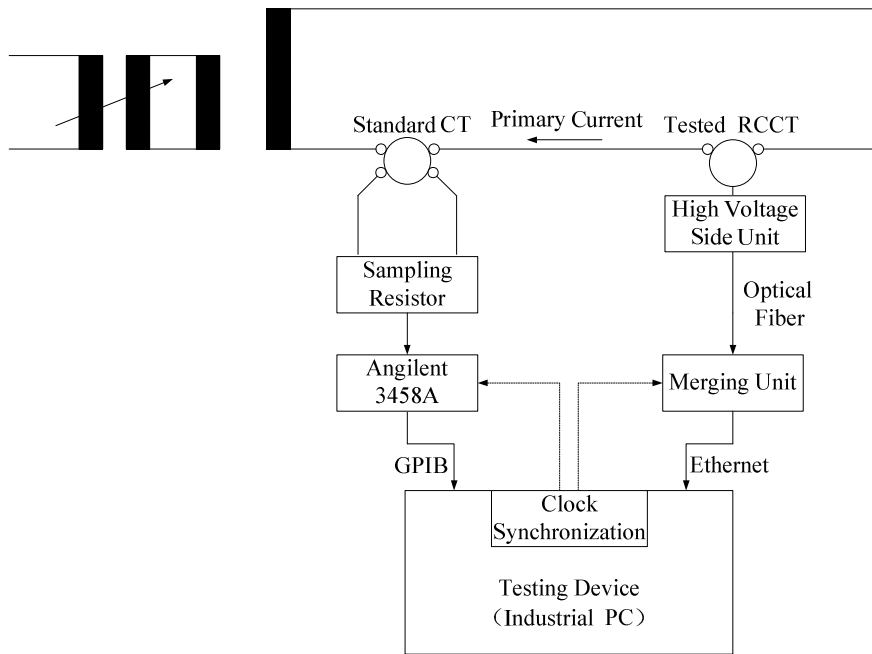 Standard CT
Primary Current
Tested RCCT
High Voltage
Side Unit
Sampling
Resistor
Optical
Fiber
Angilent
3458A
Merging Unit
GPIB
Ethernet
Clock
Synchronization
Testing Device
（Industrial PC）